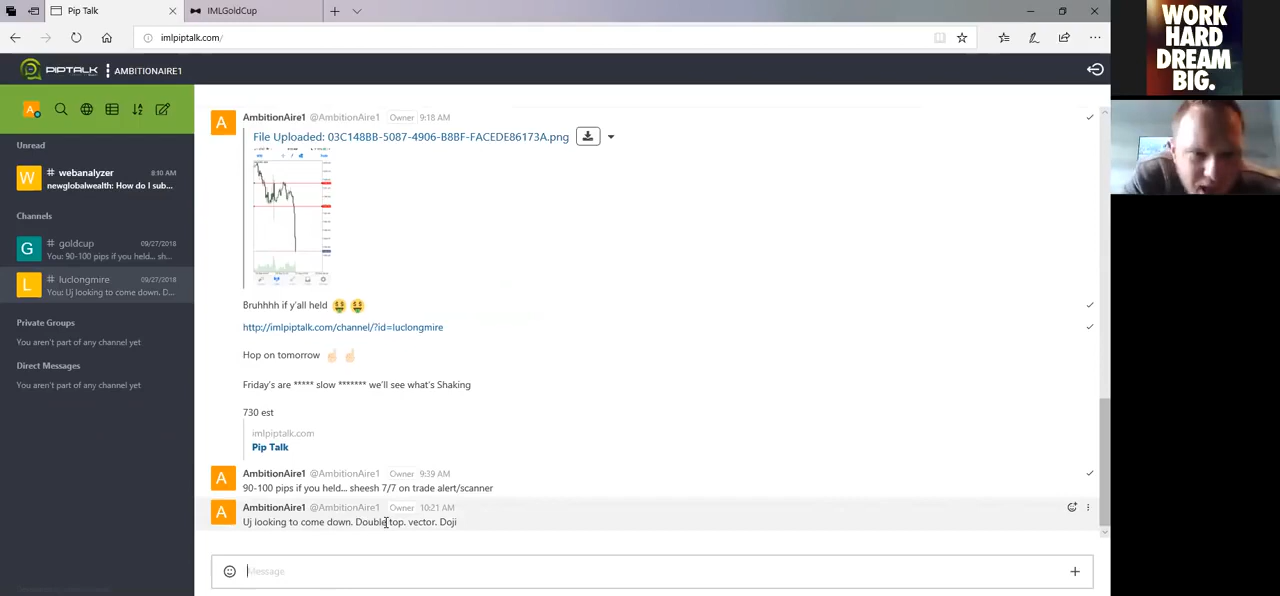 Pip Talk
IMLGoldCup
imlpiptalk.com/
PIPTALK
AMBITIONAIRE1
Unread
# webanalyzer 8:10 AM
newglobalwealth: How do I sub...
Channels
# goldcup 09/27/2018
You: 90-100 pips if you held... sh...
# luclongmire 09/27/2018
You: Uj looking to come down. D...
Private Groups
You aren't part of any channel yet
Direct Messages
You aren't part of any channel yet
AmbitionAire1 @AmbitionAire1 Owner 9:18 AM
File Uploaded: 03C148BB-5087-4906-B8BF-FACEDE86173A.png
Bruhhhh if y'all held
http://imlpiptalk.com/channel/?id=luclongmire
Hop on tomorrow
Friday's are ***** slow ******* we'll see what's Shaking
730 est
imlpiptalk.com
Pip Talk
AmbitionAire1 @AmbitionAire1 Owner 9:39 AM
90-100 pips if you held... sheesh 7/7 on trade alert/scanner
AmbitionAire1 @AmbitionAire1 Owner 10:21 AM
Uj looking to come down. Double top. vector. Doji
Message
WORK
HARD
DREAM
BIG.